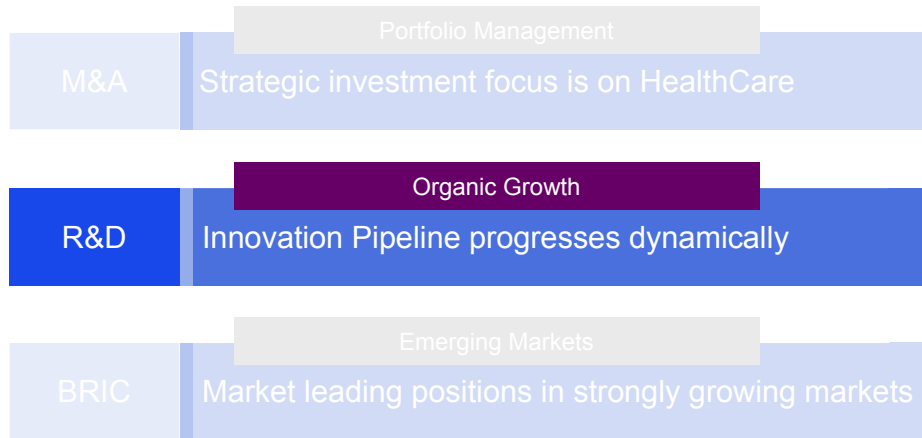 Portfolio Management
M&A
Strategic investment focus is on HealthCare
Organic Growth
R&D
Innovation Pipeline progresses dynamically
Emerging Markets
BRIC
Market leading positions in strongly growing markets